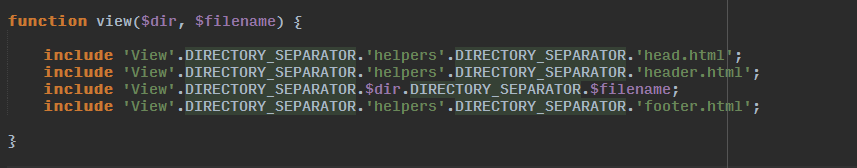 function view($dir, $filename) {
include 'View'.DIRECTORY_SEPARATOR.'helpers'.DIRECTORY_SEPARATOR.'head.html';
include 'View'.DIRECTORY_SEPARATOR.'helpers'.DIRECTORY_SEPARATOR.'header.html';
include 'View'.DIRECTORY_SEPARATOR.$dir.DIRECTORY_SEPARATOR.$filename;
include 'View'.DIRECTORY_SEPARATOR.'helpers'.DIRECTORY_SEPARATOR.'footer.html';
}